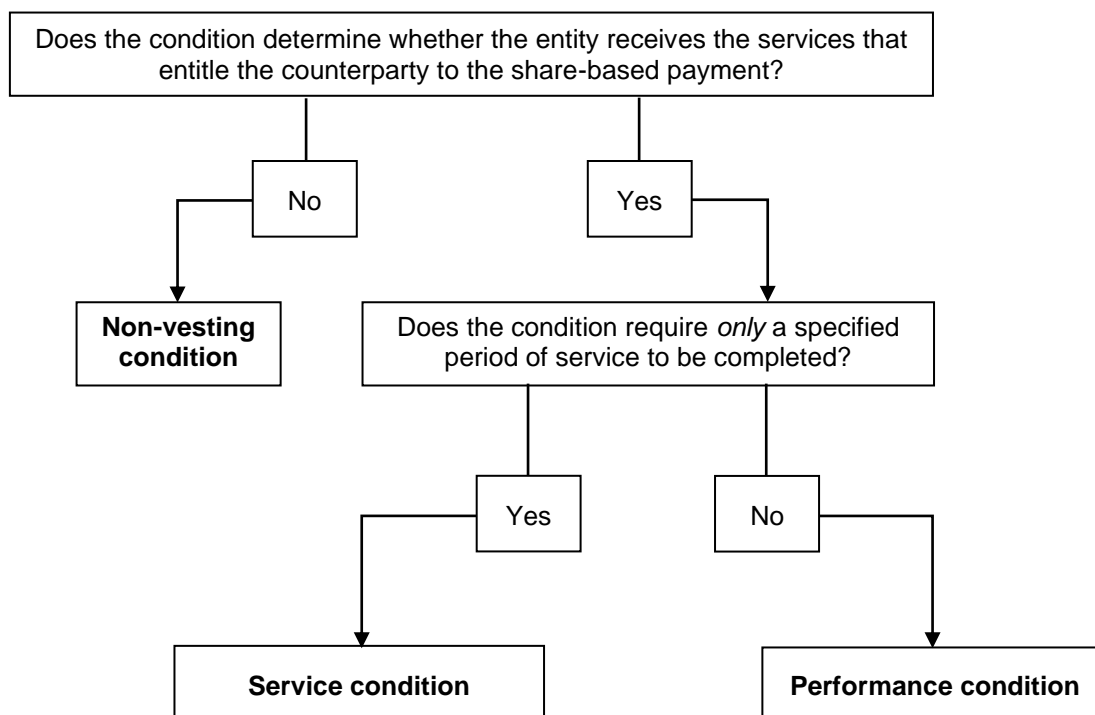 Does the condition determine whether the entity receives the services that
entitle the counterparty to the share-based payment?
No
Yes
Non-vesting
condition
Does the condition require only a specified
period of service to be completed?
Yes
No
Service condition
Performance condition